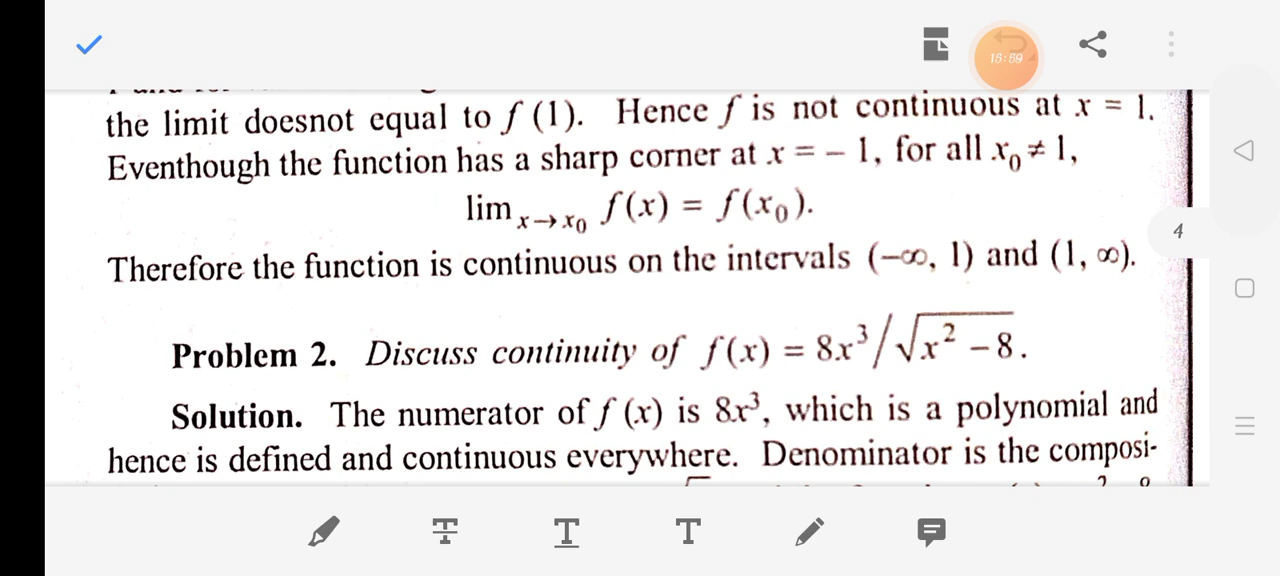 15:59
the limit doesnot equal to f (1). Hence f is not continuous at x = 1.
Eventhough the function has a sharp corner at x = – 1, for all x₀ ≠ 1,
lim x→x₀ f(x) = f(x₀).
4
Therefore the function is continuous on the intervals (–∞, 1) and (1, ∞).
Problem 2. Discuss continuity of f(x) = 8x³/√x² – 8.
Solution. The numerator of f (x) is 8x³, which is a polynomial and
hence is defined and continuous everywhere. Denominator is the composi-
T T T